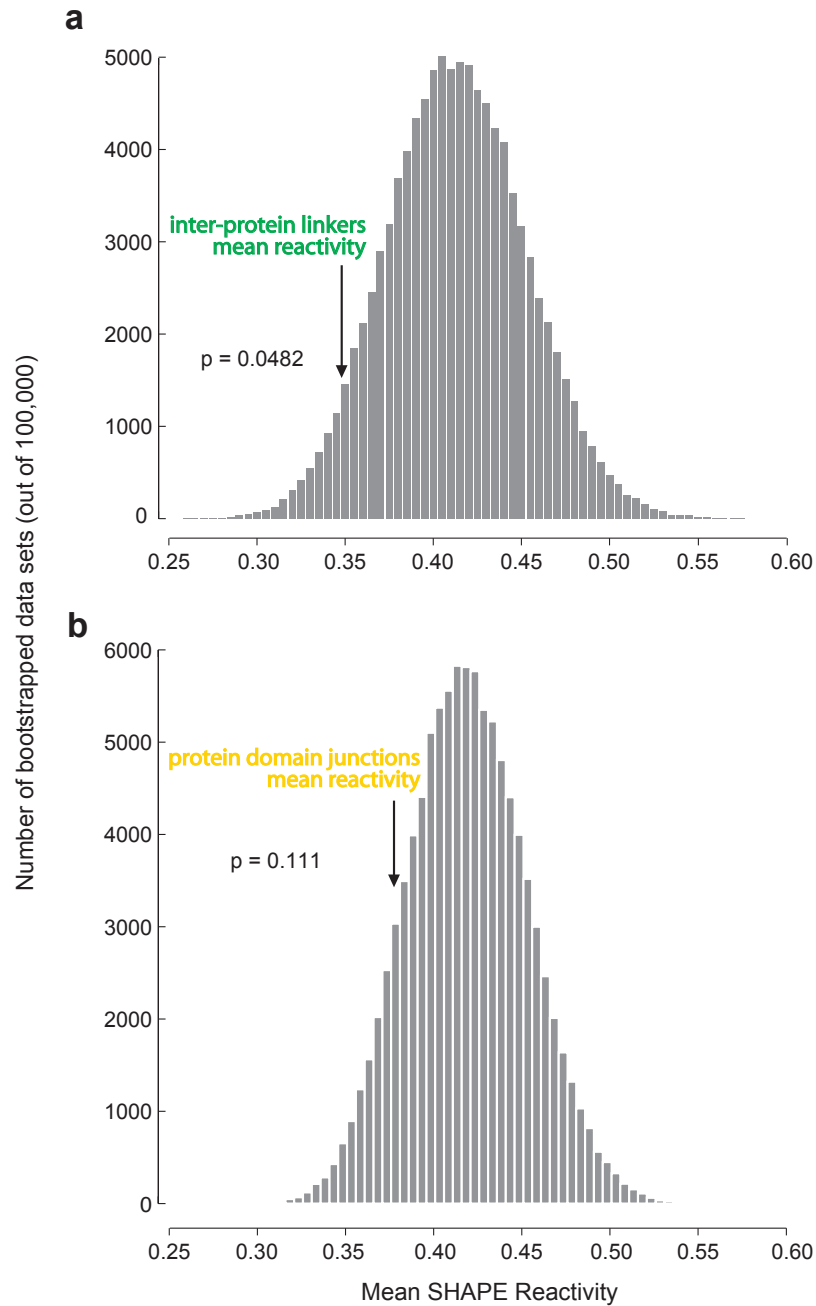 a
Number of bootstrapped data sets (out of 100,000)
5000
4000
3000
2000
1000
0
inter-protein linkers
mean reactivity
p = 0.0482
0.25 0.30 0.35 0.40 0.45 0.50 0.55 0.60
b
6000
5000
4000
3000
2000
1000
0
protein domain junctions
mean reactivity
p = 0.111
0.25 0.30 0.35 0.40 0.45 0.50 0.55 0.60
Mean SHAPE Reactivity